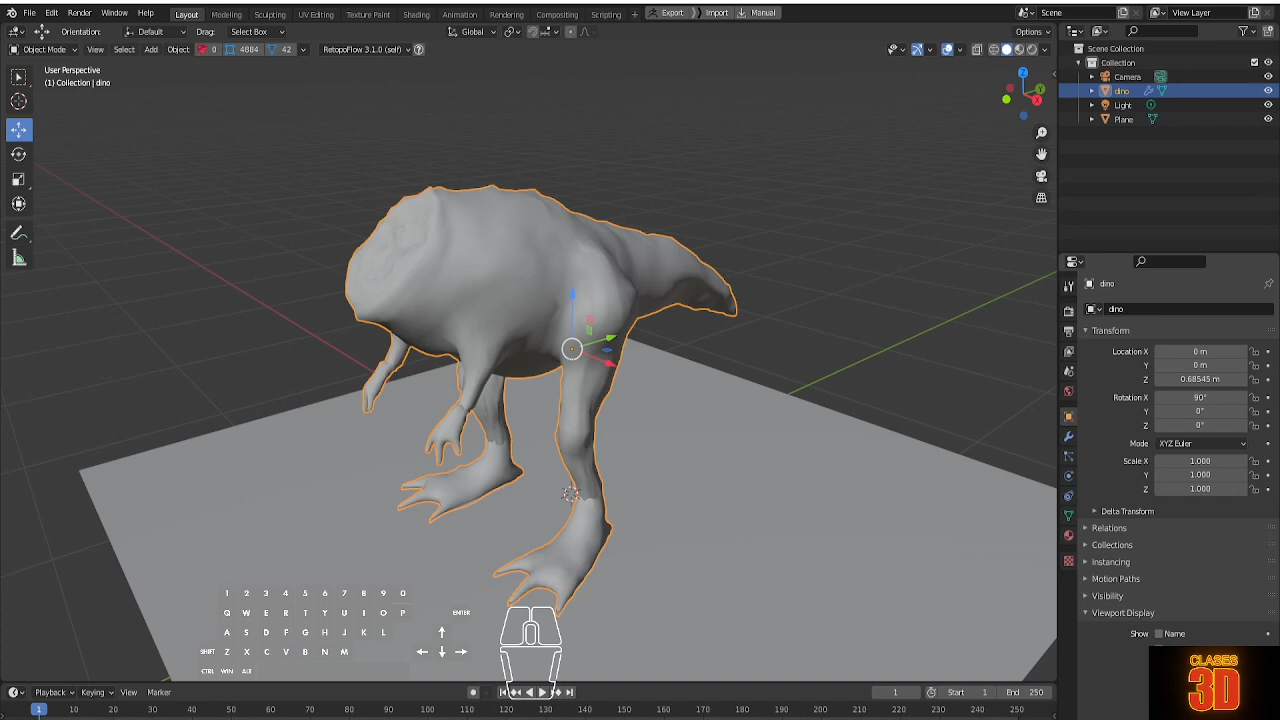 File Edit Render Window Help Layout Modeling Sculpting UV Editing Texture Paint Shading Animation Rendering Compositing Scripting + Export Import Manual Scene View Layer
Orientation: Default Drag: Select Box Global Options
Object Mode View Select Add Object 0 4884 42 RetopoFlow 3.1.0 (self)
User Perspective
(1) Collection | dino
Z
Y
X
Scene Collection
Collection
Camera
dino
Light
Plane
dino
dino
Transform
Location X 0 m
Y 0 m
Z 0.68545 m
Rotation X 90°
Y 0°
Z 0°
Mode XYZ Euler
Scale X 1.000
Y 1.000
Z 1.000
Delta Transform
Relations
Collections
Instancing
Motion Paths
Visibility
Viewport Display
Show Name
1 2 3 4 5 6 7 8 9 0
Q W E R T Y U I O P ENTER
A S D F G H J K L
SHIFT Z X C V B N M
CTRL WIN ALT
CLASES
3D
Playback Keying View Marker 1 Start 1 End 250
1 10 20 30 40 50 60 70 80 90 100 110 120 130 140 150 160 170 180 190 200 210 220 230 240 250